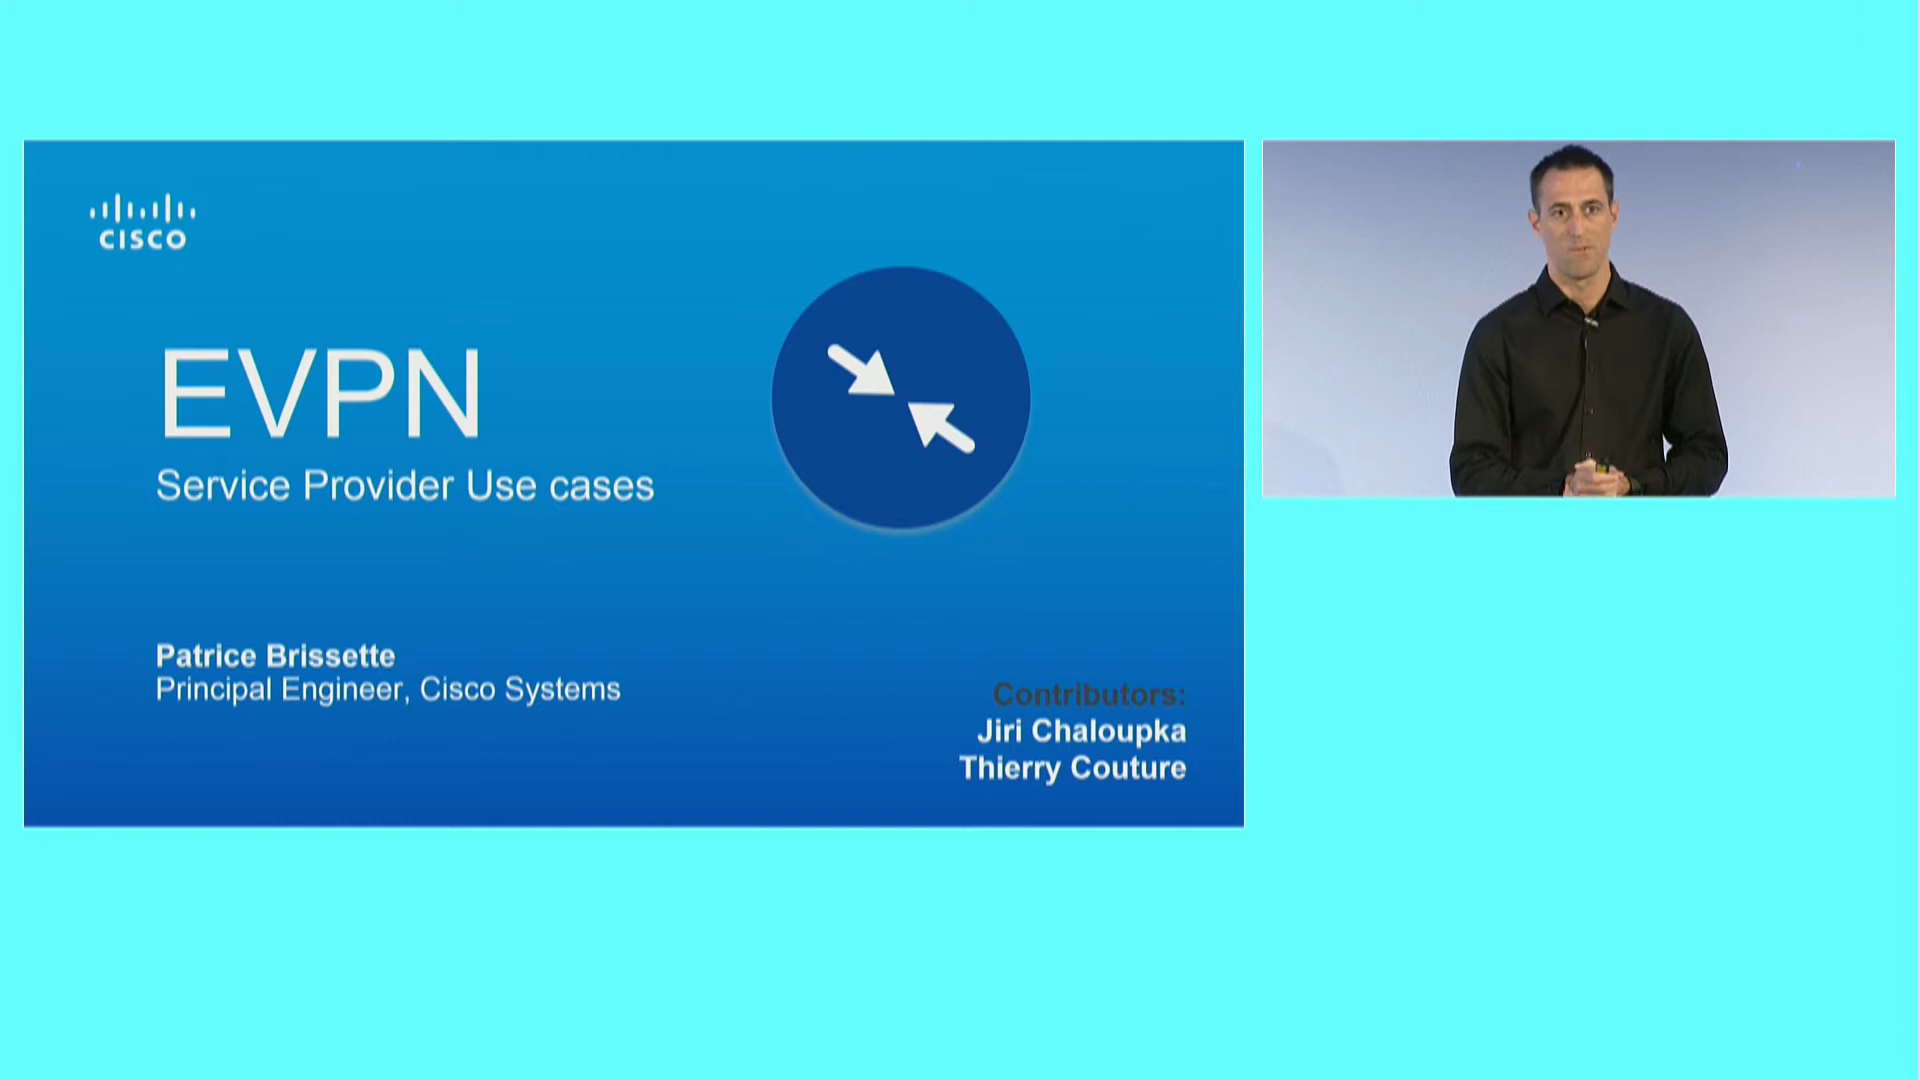 CISCO
EVPN
Service Provider Use cases
Patrice Brissette
Principal Engineer, Cisco Systems
Contributors:
Jiri Chaloupka
Thierry Couture